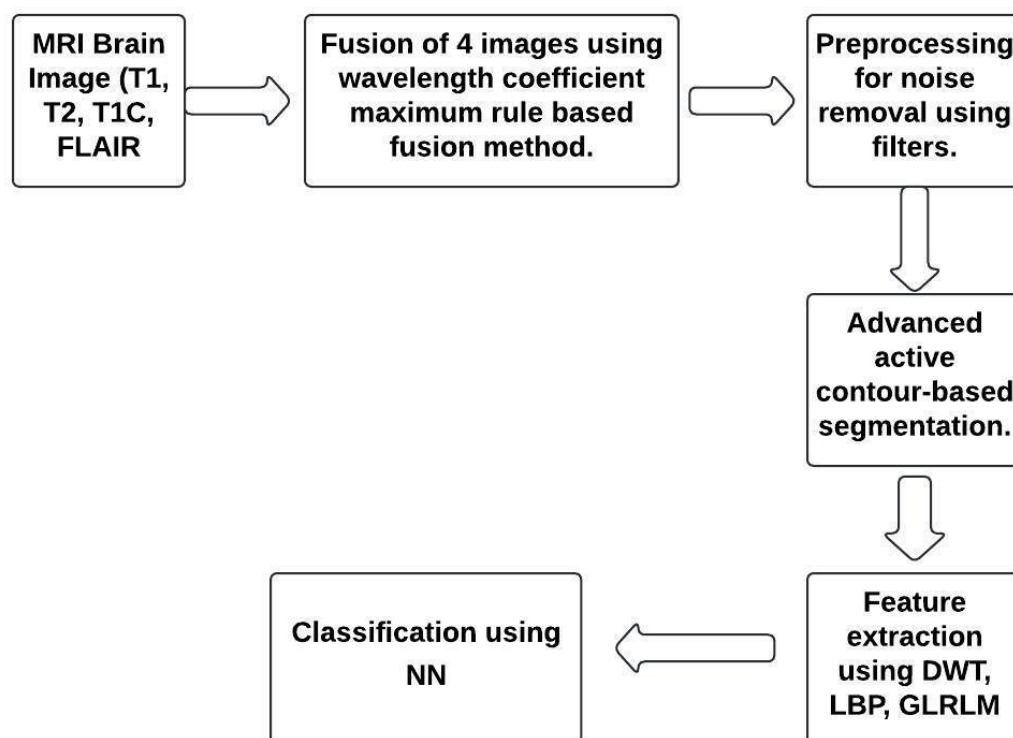 MRI Brain
Image (T1,
T2, T1C,
FLAIR
Fusion of 4 images using
wavelength coefficient
maximum rule based
fusion method.
Preprocessing
for noise
removal using
filters.
Advanced
active
contour-based
segmentation.
Feature
extraction
using DWT,
LBP, GLRLM
Classification using
NN